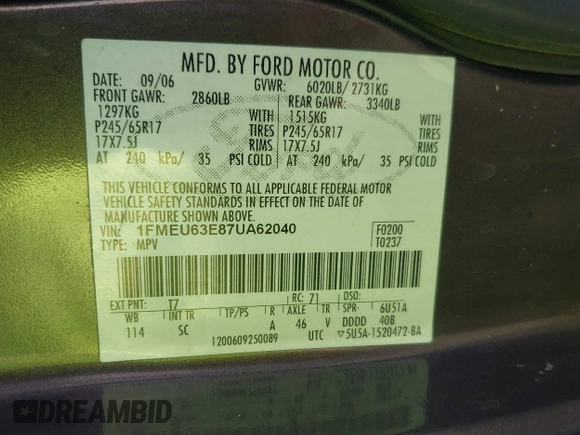 MFD. BY FORD MOTOR CO.
DATE: 09/06 GVWR: 6020LB/ 2731KG
FRONT GAWR: 2860LB REAR GAWR: 3340LB
1297KG WITH 1515KG WITH
P245/65R17 TIRES P245/65R17 TIRES
17X7.5J RIMS 17X7.5J RIMS
AT 240 kPa/ 35 PSI COLD AT 240 kPa/ 35 PSI COLD
THIS VEHICLE CONFORMS TO ALL APPLICABLE FEDERAL MOTOR
VEHICLE SAFETY STANDARDS IN EFFECT ON THE DATE OF
MANUFACTURE SHOWN ABOVE.
VIN: 1FMEU63E87UA62040 F0200
TYPE: MPV T0237
EXT PNT: T7 RC: 71 DSO:
WB INT TR TP/PS R AXLE TR SPR 6U51A
114 SC A 46 V DDDD 40B
1200609250089 UTC ▽5U5A-1520472-BA
Ford
DREAMBID